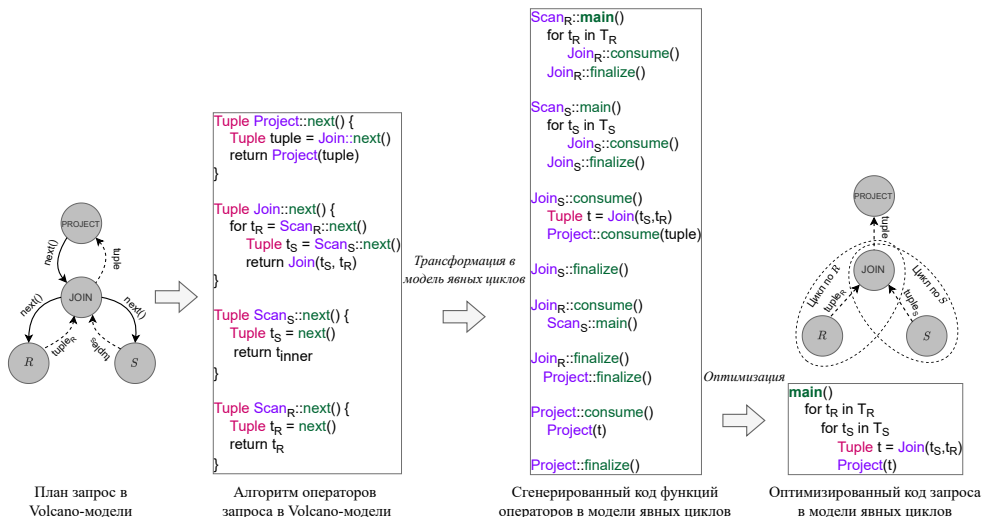 PROJECT
next()
tuple
JOIN
next()
next()
tuple_R
tuple_S
R
S
План запрос в
Volcano-модели
Tuple Project::next() {
Tuple tuple = Join::next()
return Project(tuple)
}
Tuple Join::next() {
for t_R = Scan_R::next()
Tuple t_S = Scan_S::next()
return Join(t_S, t_R)
}
Tuple Scan_S::next() {
Tuple t_S = next()
return t_inner
}
Tuple Scan_R::next() {
Tuple t_R = next()
return t_R
}
Алгоритм операторов
запроса в Volcano-модели
Трансформация в
модель явных циклов
Scan_R::main()
for t_R in T_R
Join_R::consume()
Join_R::finalize()
Scan_S::main()
for t_S in T_S
Join_S::consume()
Join_S::finalize()
Join_S::consume()
Tuple t = Join(t_S,t_R)
Project::consume(tuple)
Join_S::finalize()
Join_R::consume()
Scan_S::main()
Join_R::finalize()
Project::finalize()
Project::consume()
Project(t)
Project::finalize()
Сгенерированный код функций
операторов в модели явных циклов
Оптимизация
PROJECT
tuple
JOIN
Цикл по R
Цикл по S
tuple_R
tuple_S
R
S
main()
for t_R in T_R
for t_S in T_S
Tuple t = Join(t_S,t_R)
Project(t)
Оптимизированный код запроса
в модели явных циклов